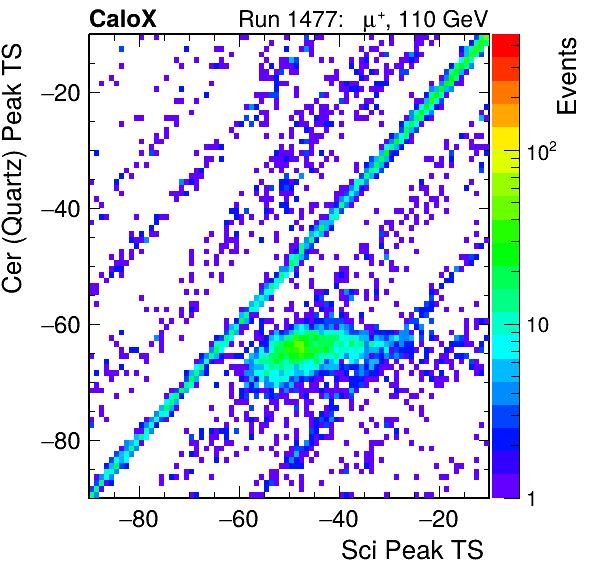 CaloX Run 1477: μ⁺, 110 GeV
Cer (Quartz) Peak TS
Events
−20
−40
−60
−80
10²
10
1
−80 −60 −40 −20
Sci Peak TS